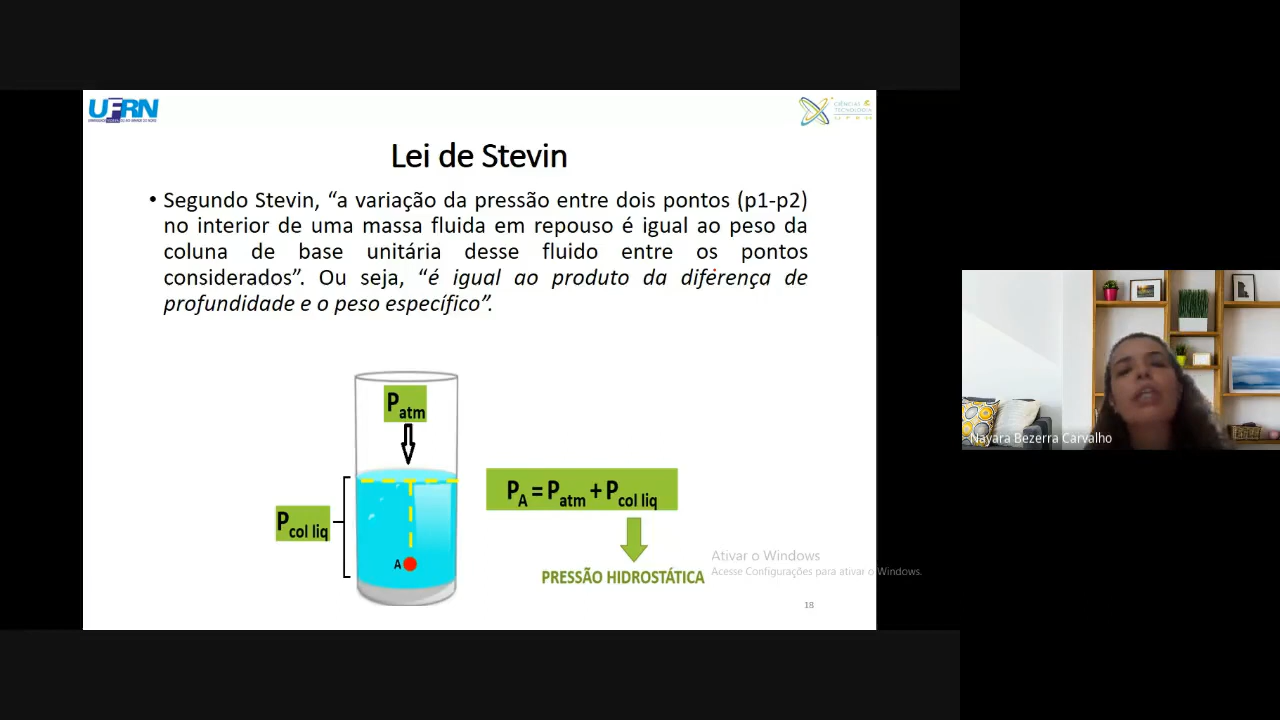 UFRN
CIÊNCIAS E
TECNOLOGIA
UFRN
Lei de Stevin
• Segundo Stevin, “a variação da pressão entre dois pontos (p1-p2)
no interior de uma massa fluida em repouso é igual ao peso da
coluna de base unitária desse fluido entre os pontos
considerados”. Ou seja, “é igual ao produto da diferença de
profundidade e o peso específico”.
Patm
Pcol liq
A
PA = Patm + Pcol liq
PRESSÃO HIDROSTÁTICA
Ativar o Windows
Acesse Configurações para ativar o Windows.
18
Nayara Bezerra Carvalho